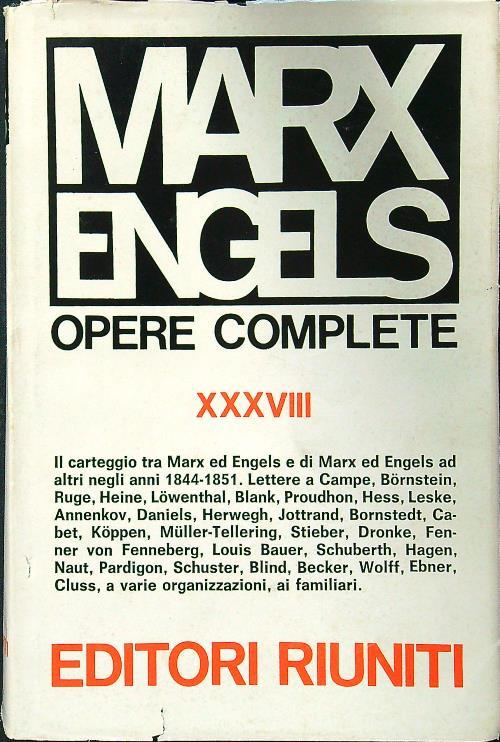 MARX
ENGELS
OPERE COMPLETE
XXXVIII
Il carteggio tra Marx ed Engels e di Marx ed Engels ad
altri negli anni 1844-1851. Lettere a Campe, Börnstein,
Ruge, Heine, Löwenthal, Blank, Proudhon, Hess, Leske,
Annenkov, Daniels, Herwegh, Jottrand, Bornstedt, Ca-
bet, Köppen, Müller-Tellering, Stieber, Dronke, Fen-
ner von Fenneberg, Louis Bauer, Schuberth, Hagen,
Naut, Pardigon, Schuster, Blind, Becker, Wolff, Ebner,
Cluss, a varie organizzazioni, ai familiari.
EDITORI RIUNITI